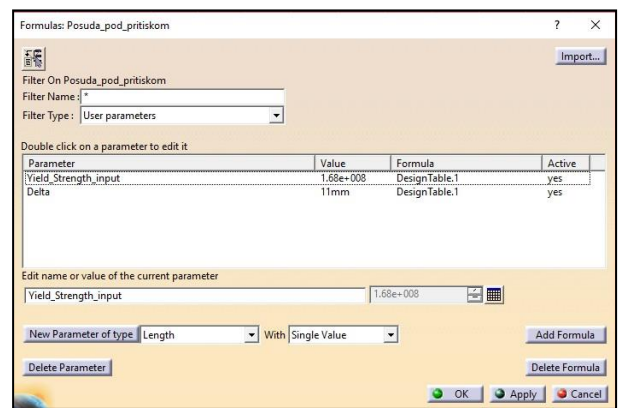 Formulas: Posuda_pod_pritiskom ? ×
Import...
Filter On Posuda_pod_pritiskom
Filter Name : *
Filter Type : User parameters
Double click on a parameter to edit it
Parameter Value Formula Active
Yield_Strength_input 1.68e+008 DesignTable.1 yes
Delta 11mm DesignTable.1 yes
Edit name or value of the current parameter
Yield_Strength_input 1.68e+008
New Parameter of type Length With Single Value Add Formula
Delete Parameter Delete Formula
OK Apply Cancel